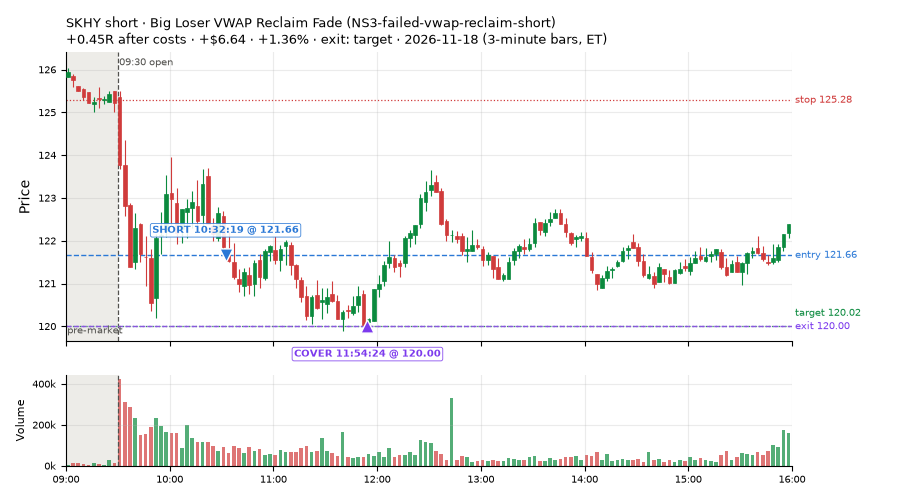 SKHY short · Big Loser VWAP Reclaim Fade (NS3-failed-vwap-reclaim-short)
+0.45R after costs · +$6.64 · +1.36% · exit: target · 2026-11-18 (3-minute bars, ET)
09:30 open
126
125
124
123
122
121
120
Price
stop 125.28
SHORT 10:32:19 @ 121.66
entry 121.66
target 120.02
exit 120.00
pre-market
COVER 11:54:24 @ 120.00
400k
200k
0k
Volume
09:00
10:00
11:00
12:00
13:00
14:00
15:00
16:00